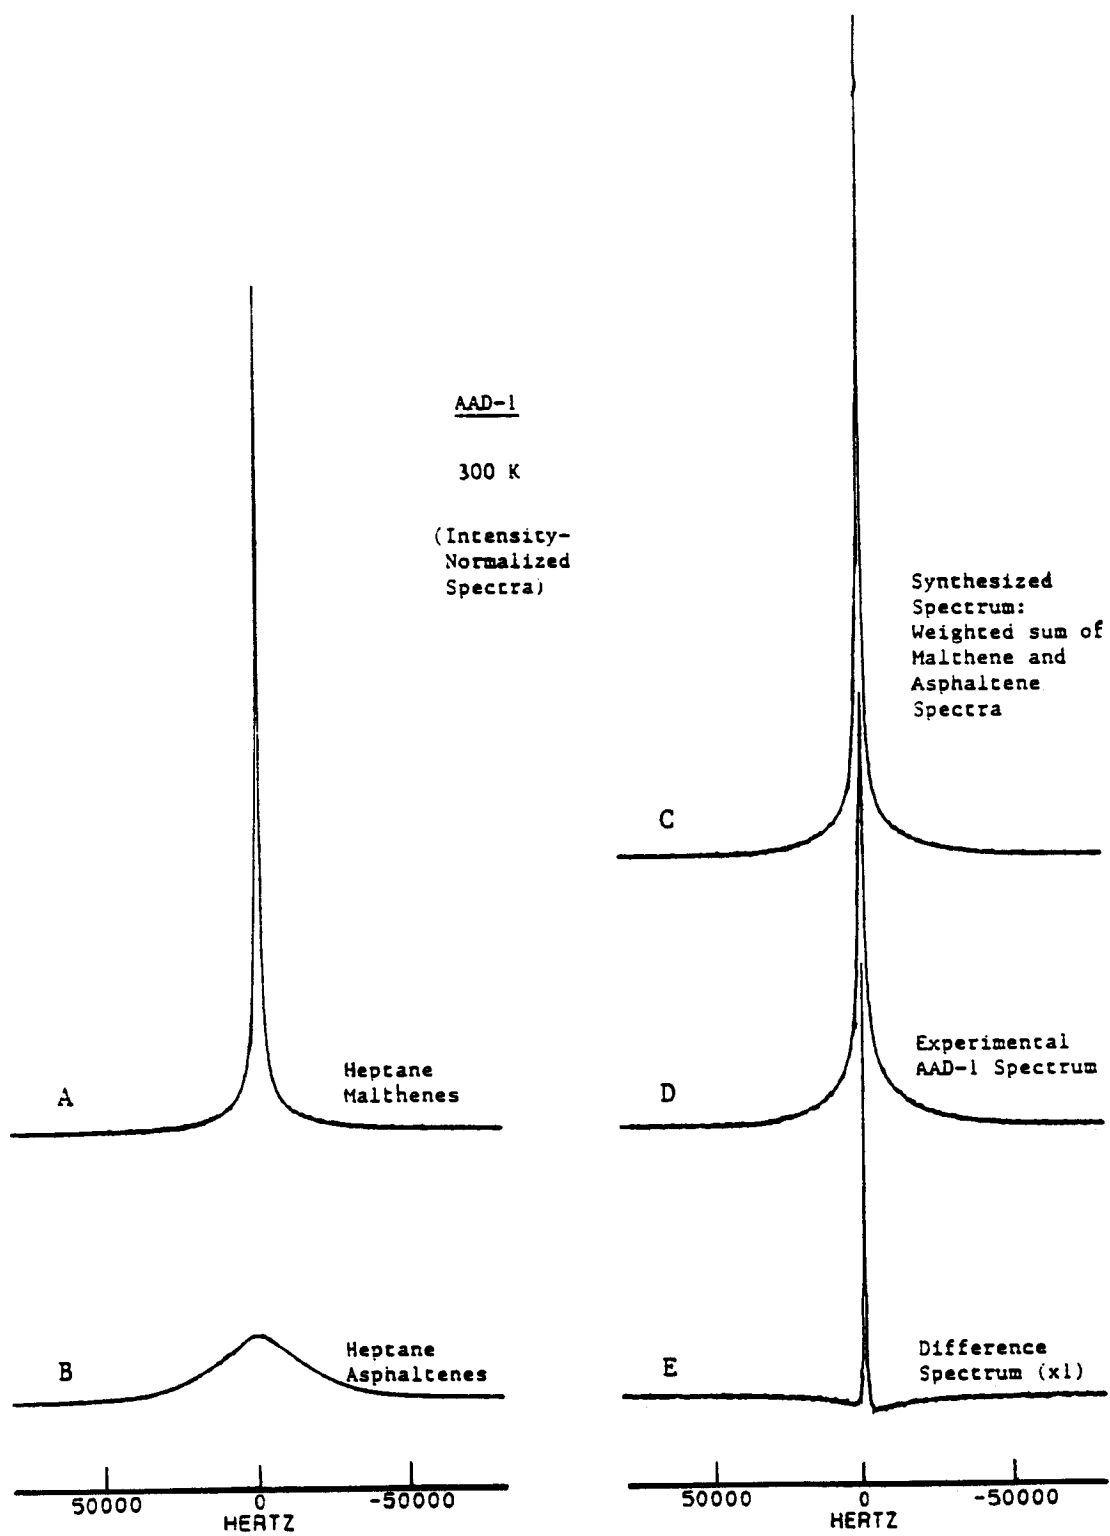 AAD-1
300 K
(Intensity-
Normalized
Spectra)
A
Heptane
Malthenes
B
Heptane
Asphaltenes
50000 0 -50000
HERTZ
Synthesized
Spectrum:
Weighted sum of
Malthene and
Asphaltene
Spectra
C
Experimental
AAD-1 Spectrum
D
Difference
Spectrum (x1)
E
50000 0 -50000
HERTZ